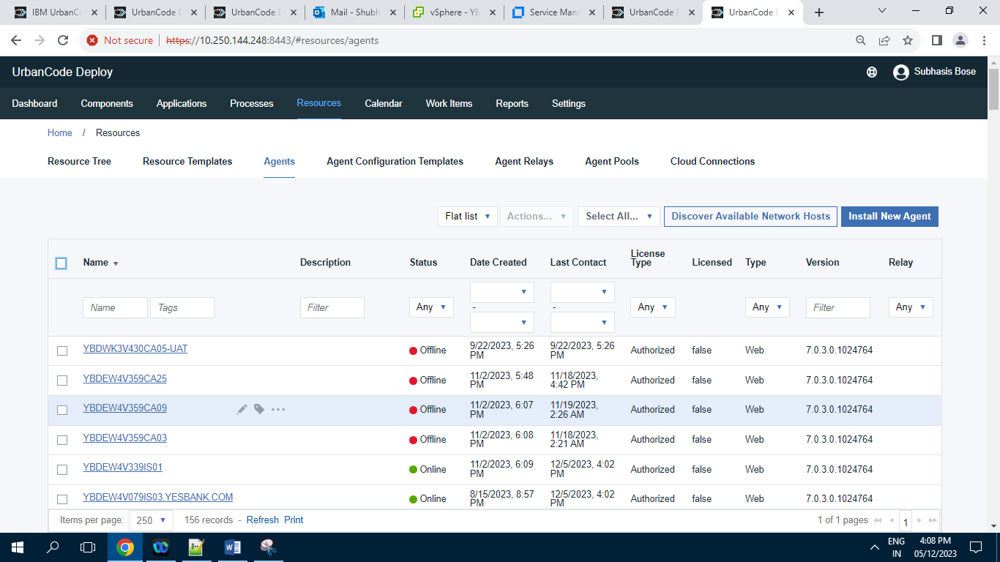 IBM UrbanCo
UrbanCode D
UrbanCode D
Mail - Shubh
vSphere - YB
Service Mana
UrbanCode D
UrbanCode D
Not secure
https://10.250.144.248:8443/#resources/agents
UrbanCode Deploy
Subhasis Bose
Dashboard Components Applications Processes Resources Calendar Work Items Reports Settings
Home / Resources
Resource Tree Resource Templates Agents Agent Configuration Templates Agent Relays Agent Pools Cloud Connections
Flat list Actions... Select All... Discover Available Network Hosts Install New Agent
Name Description Status Date Created Last Contact License Type Licensed Type Version Relay
Name Tags Filter Any - - Any Any Filter Any
YBDWK3V430CA05-UAT Offline 9/22/2023, 5:26 PM 9/22/2023, 5:26 PM Authorized false Web 7.0.3.0.1024764
YBDEW4V359CA25 Offline 11/2/2023, 5:48 PM 11/18/2023, 4:42 PM Authorized false Web 7.0.3.0.1024764
YBDEW4V359CA09 Offline 11/2/2023, 6:07 PM 11/19/2023, 2:26 AM Authorized false Web 7.0.3.0.1024764
YBDEW4V359CA03 Offline 11/2/2023, 6:08 PM 11/18/2023, 2:21 AM Authorized false Web 7.0.3.0.1024764
YBDEW4V339IS01 Online 11/2/2023, 6:09 PM 12/5/2023, 4:02 PM Authorized false Web 7.0.3.0.1024764
YBDEW4V079IS03.YESBANK.COM Online 8/15/2023, 8:57 PM 12/5/2023, 4:02 PM Authorized false Web 7.0.3.0.1024764
Items per page: 250 156 records - Refresh Print 1 of 1 pages 1
ENG 4:08 PM
IN 05/12/2023